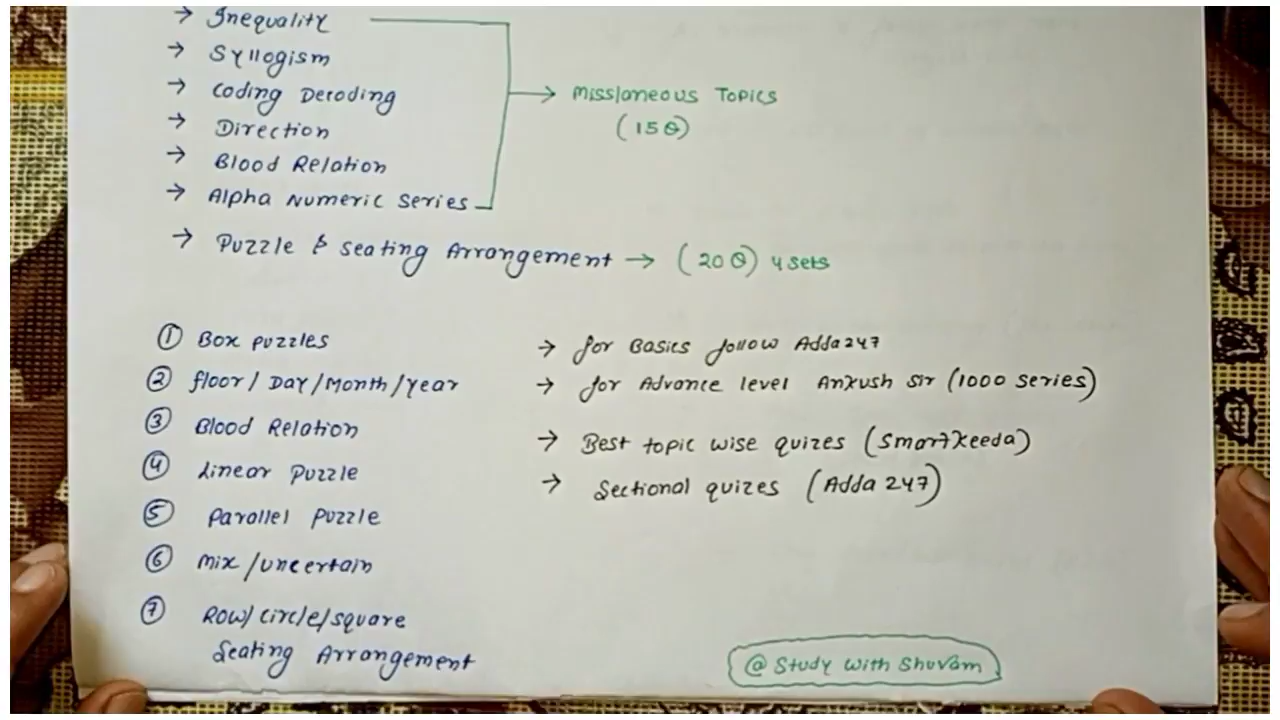 → Inequality
→ Syllogism
→ Coding Decoding
→ Direction
→ Blood Relation
→ Alpha Numeric Series
→ Misslaneous Topics
(15Q)
→ Puzzle & Seating Arrangement → (20Q) 4 sets
① Box puzzles
② floor/ Day/Month/year
③ Blood Relation
④ Linear Puzzle
⑤ Parallel Puzzle
⑥ mix/uncertain
⑦ Row/circle/square
Seating Arrangement
→ for Basics follow Adda247
→ for Advance level Ankush sir (1000 series)
→ Best topic wise quizes (Smartkeeda)
→ Sectional quizes (Adda 247)
@ Study with Shuvam